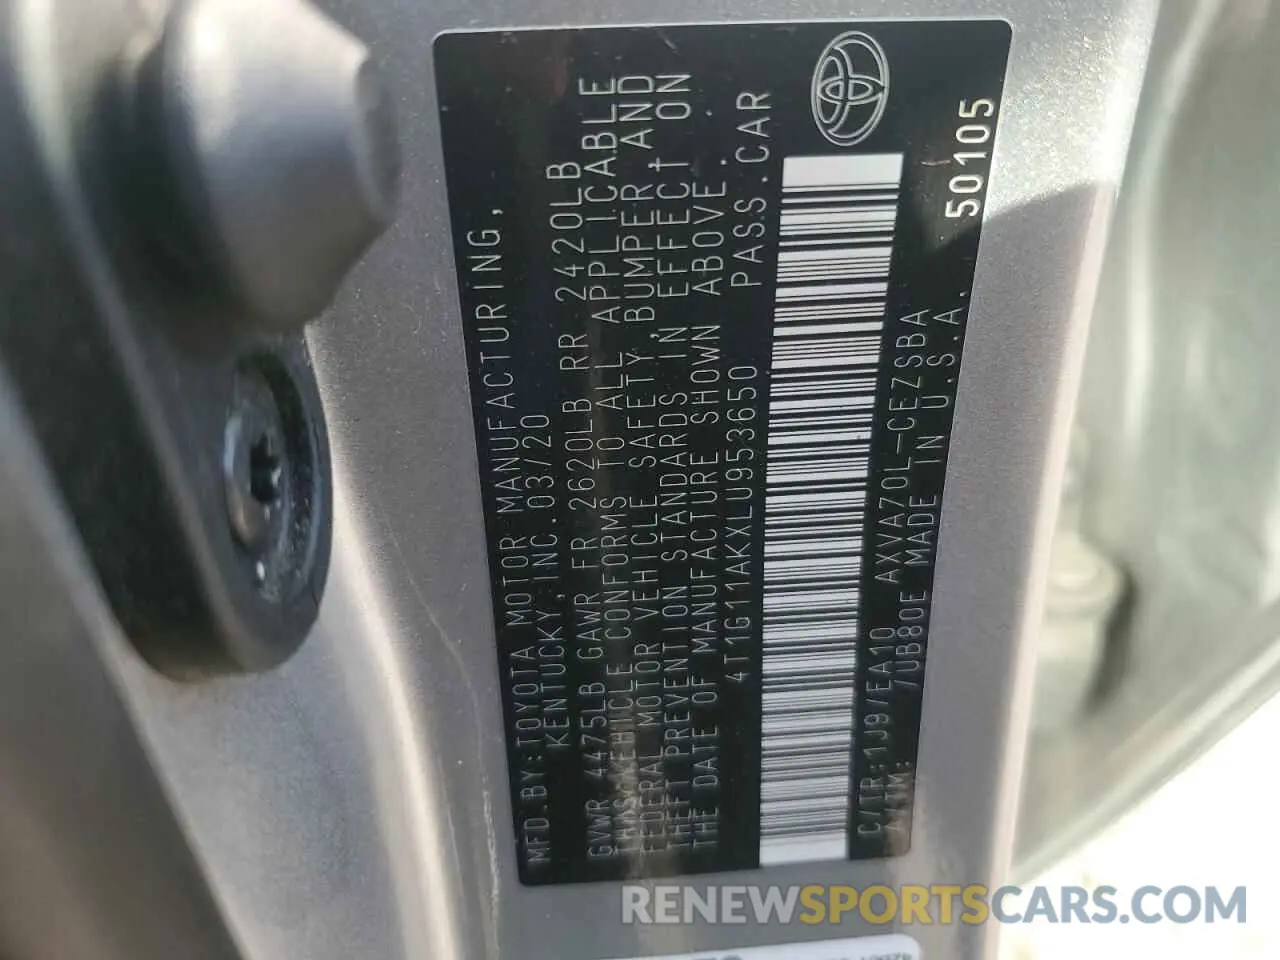 MFD.BY:TOYOTA MOTOR MANUFACTURING,
KENTUCKY,INC.03/20
GVWR 4475LB GAWR FR 2620LB RR 2420LB
THIS VEHICLE CONFORMS TO ALL APPLICABLE
FEDERAL MOTOR VEHICLE SAFETY, BUMPER, AND
THEFT PREVENTION STANDARDS IN EFFECT ON
THE DATE OF MANUFACTURE SHOWN ABOVE.
4T1G11AKXLU953650 PASS.CAR
C/TR:1J9/EA10 AXVA70L-CEZSBA
A/TM: /UB80E MADE IN U.S.A.
50105
RENEWSPORTSCARS.COM